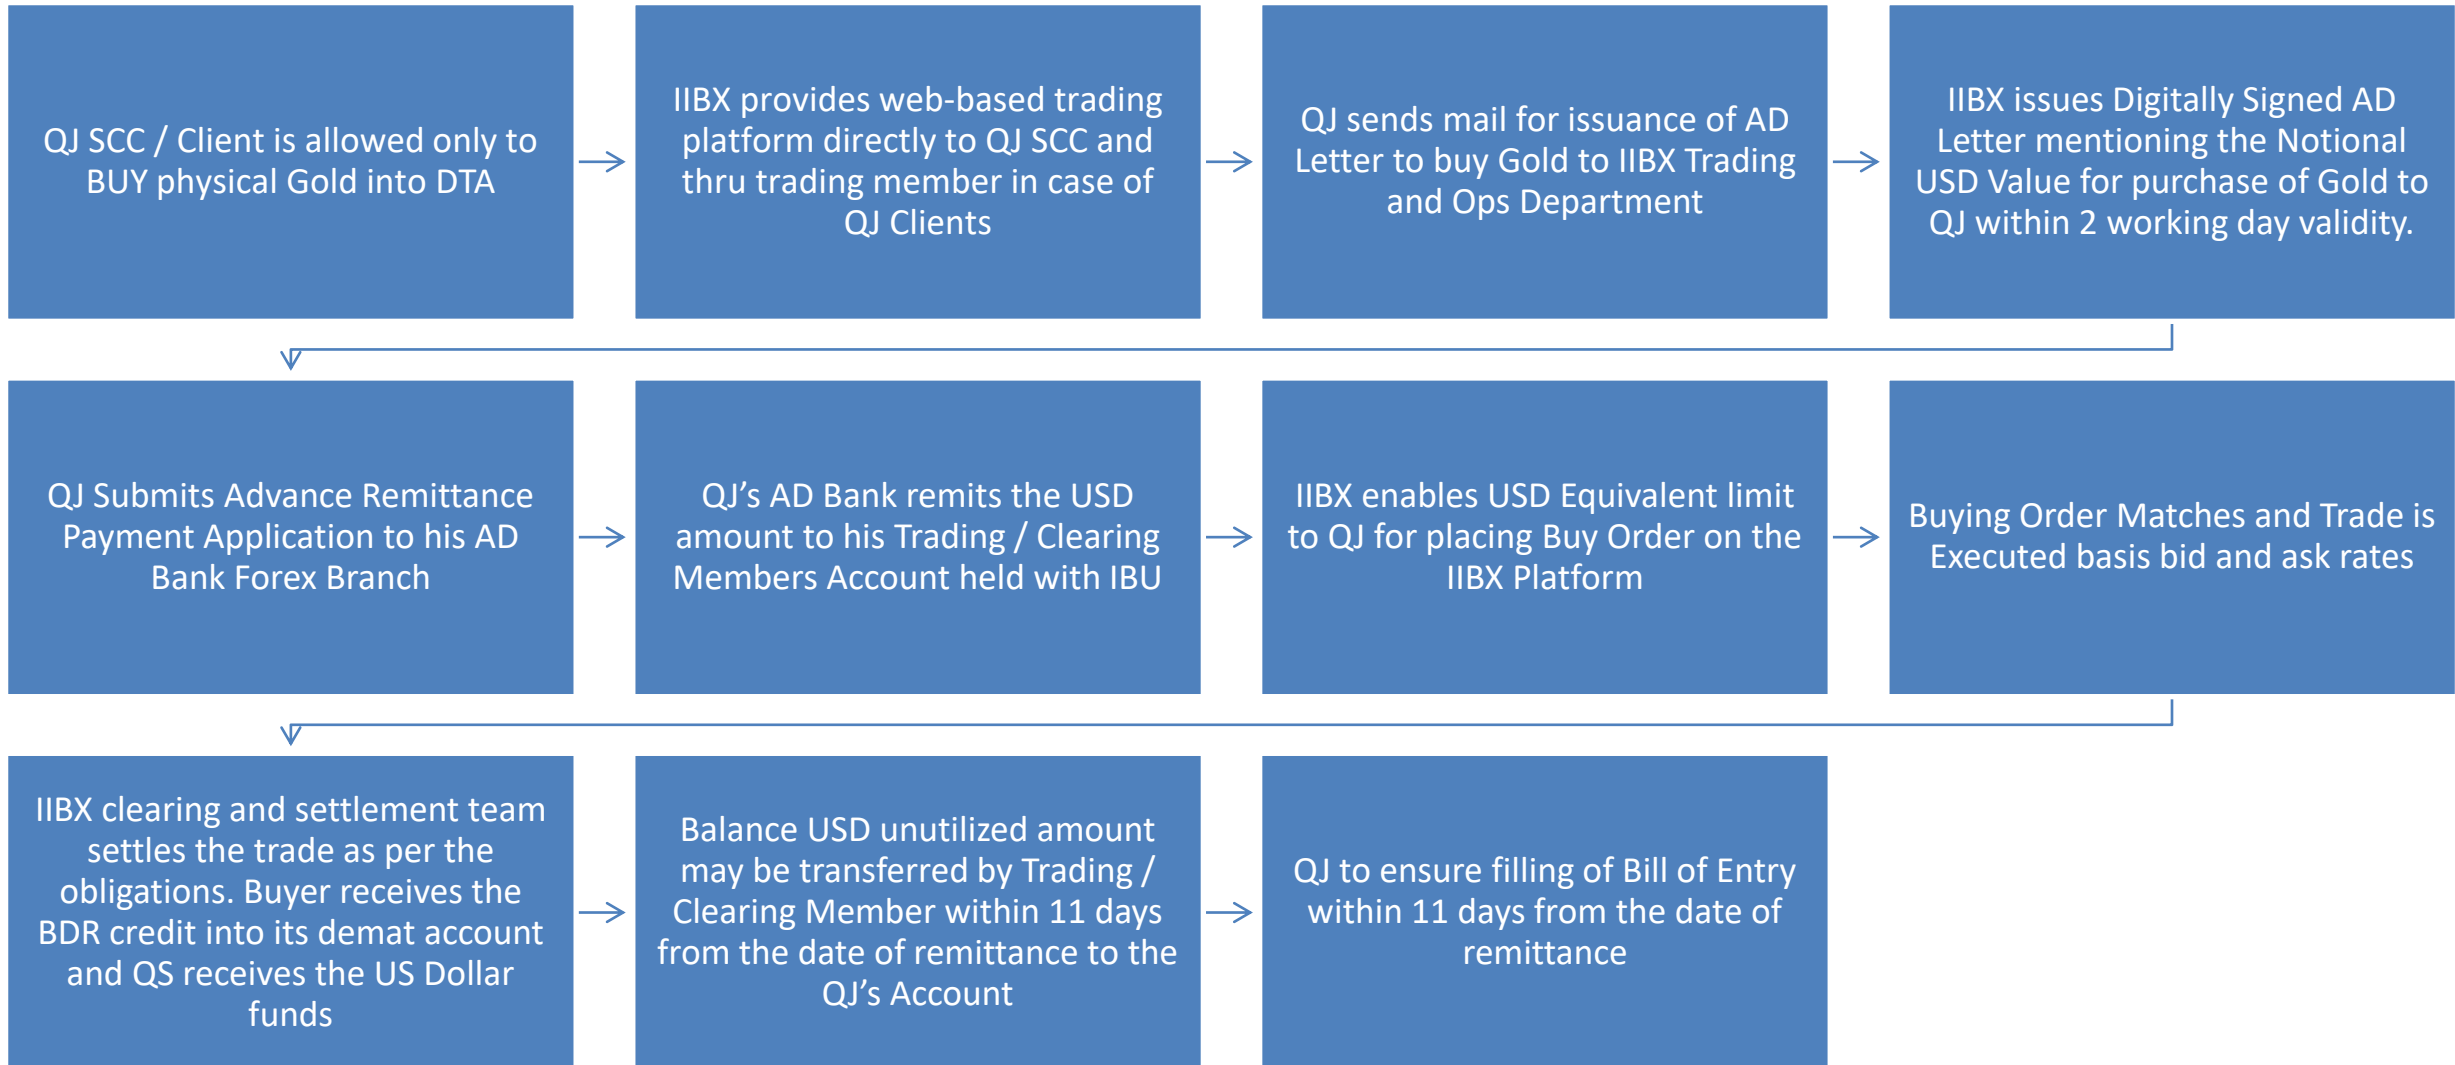 QJ SCC / Client is allowed only to
BUY physical Gold into DTA
IIBX provides web-based trading
platform directly to QJ SCC and
thru trading member in case of
QJ Clients
QJ sends mail for issuance of AD
Letter to buy Gold to IIBX Trading
and Ops Department
IIBX issues Digitally Signed AD
Letter mentioning the Notional
USD Value for purchase of Gold to
QJ within 2 working day validity.
QJ Submits Advance Remittance
Payment Application to his AD
Bank Forex Branch
QJ’s AD Bank remits the USD
amount to his Trading / Clearing
Members Account held with IBU
IIBX enables USD Equivalent limit
to QJ for placing Buy Order on the
IIBX Platform
Buying Order Matches and Trade is
Executed basis bid and ask rates
IIBX clearing and settlement team
settles the trade as per the
obligations. Buyer receives the
BDR credit into its demat account
and QS receives the US Dollar
funds
Balance USD unutilized amount
may be transferred by Trading /
Clearing Member within 11 days
from the date of remittance to the
QJ’s Account
QJ to ensure filling of Bill of Entry
within 11 days from the date of
remittance